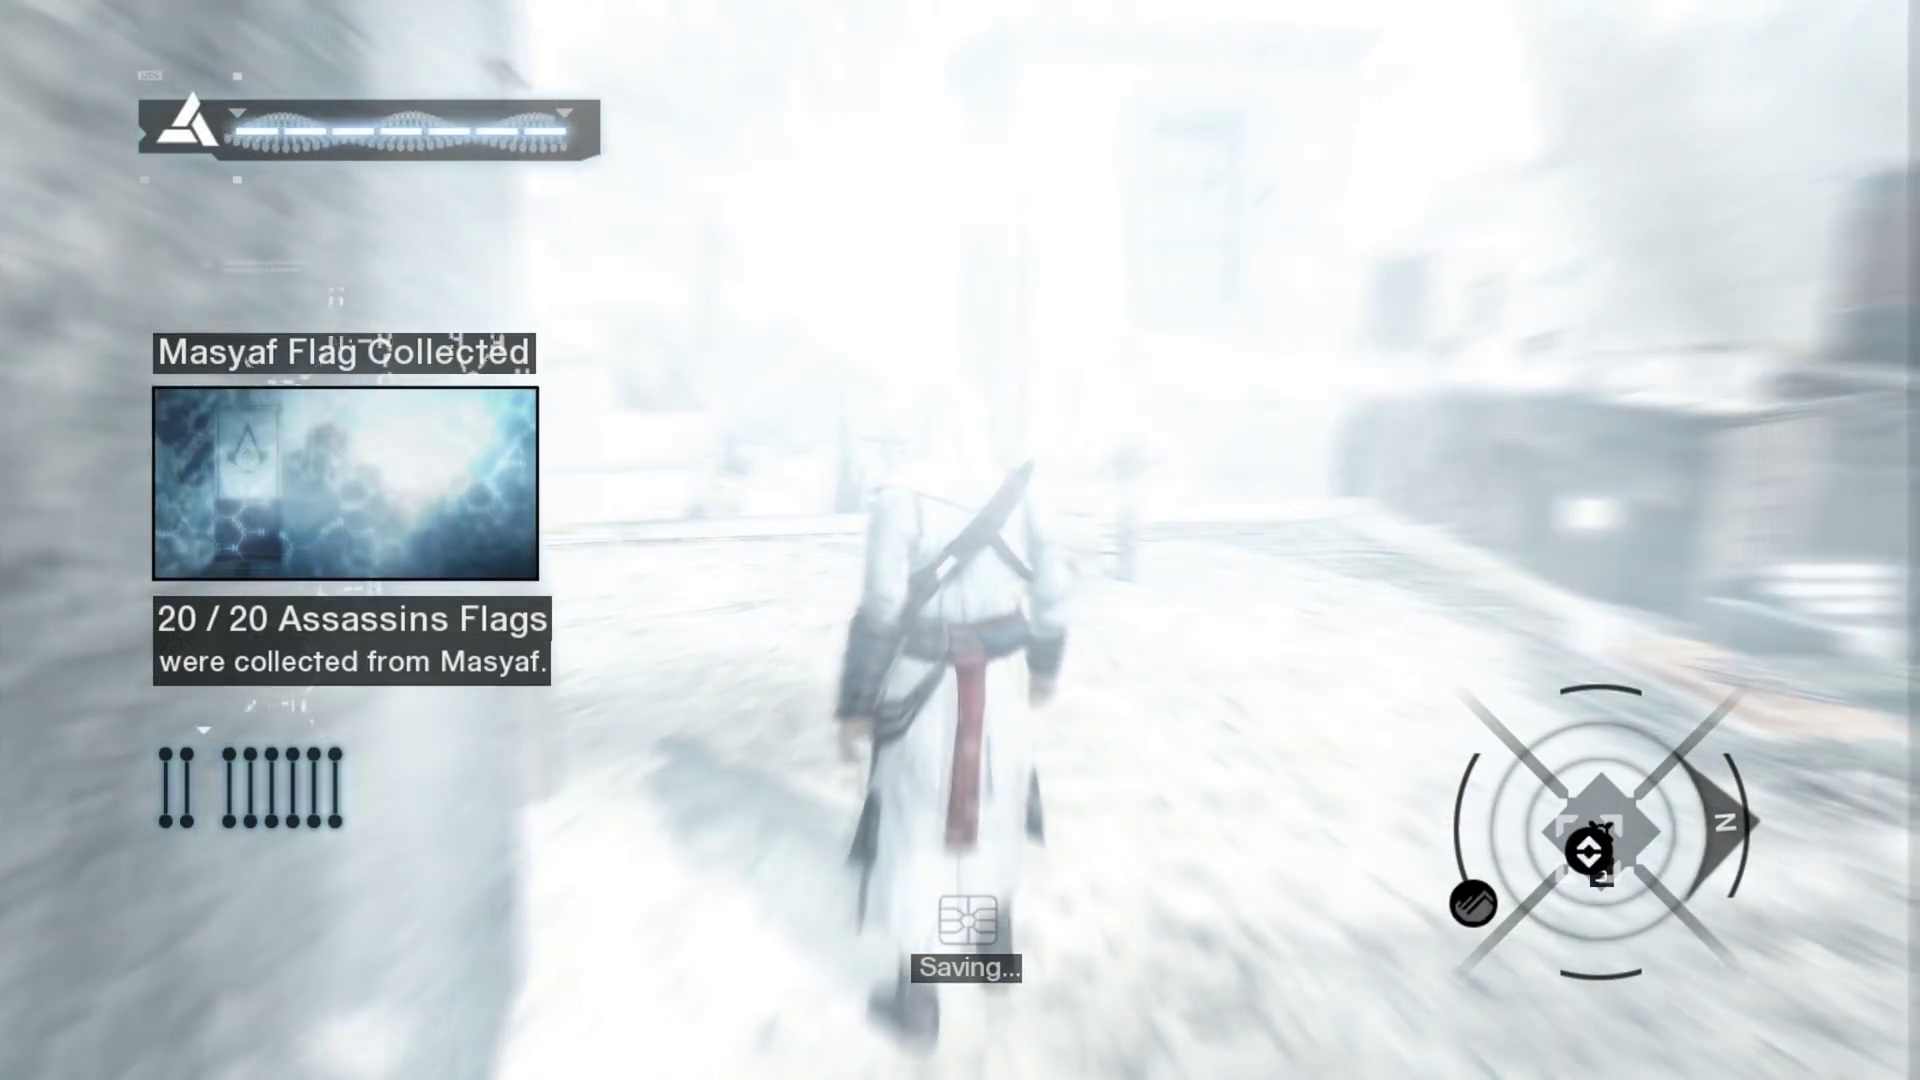 Masyaf Flag Collected
20 / 20 Assassins Flags
were collected from Masyaf.
N
Saving...